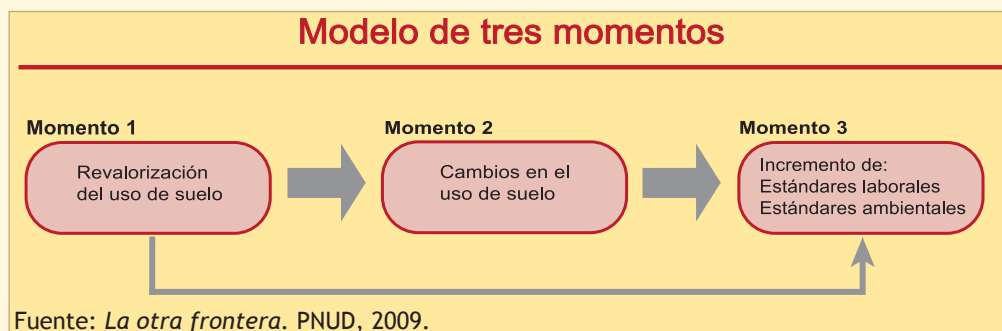 Modelo de tres momentos
Momento 1
Revalorización
del uso de suelo
Momento 2
Cambios en el
uso de suelo
Momento 3
Incremento de:
Estándares laborales
Estándares ambientales
Fuente: La otra frontera. PNUD, 2009.